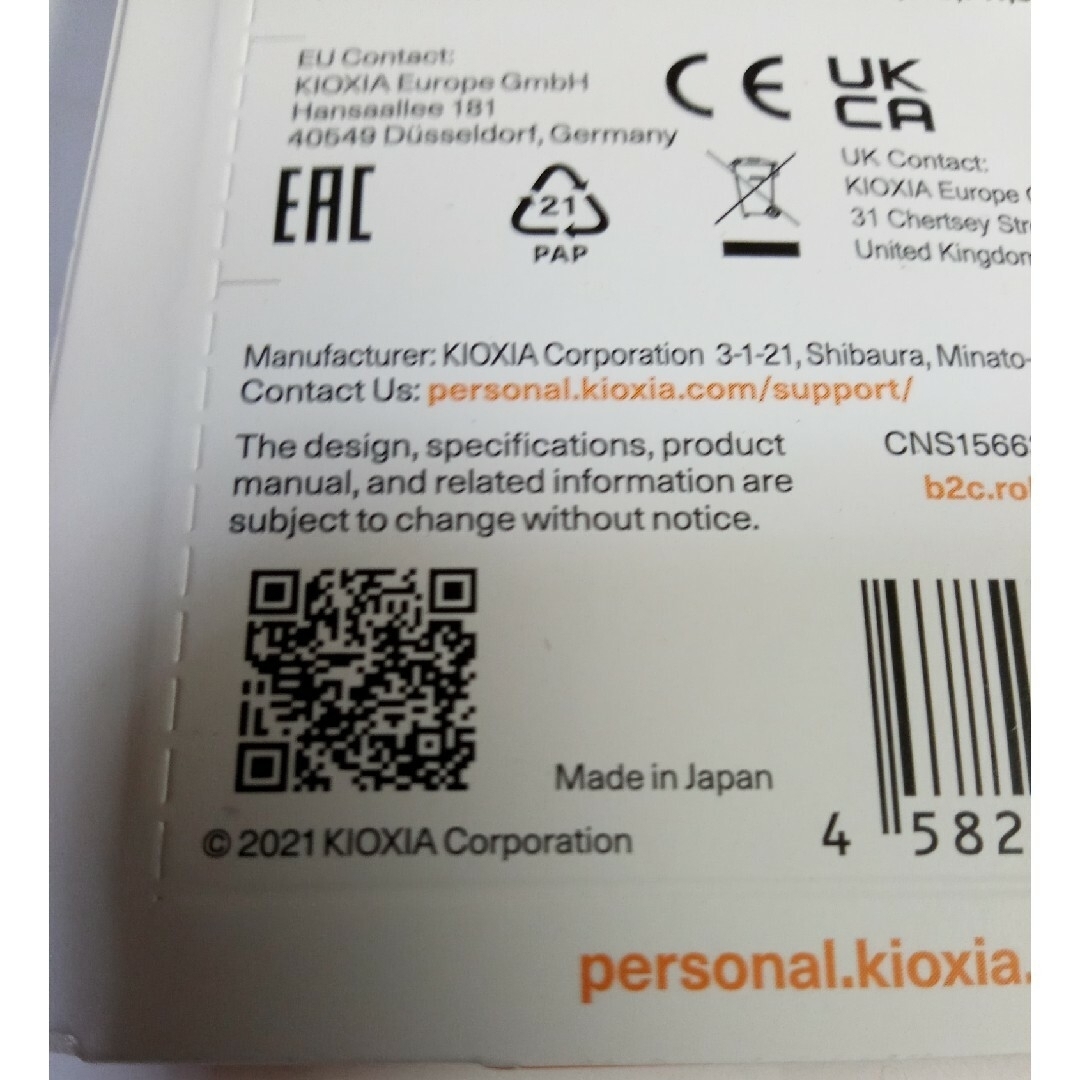 EU Contact:
KIOXIA Europe GmbH
Hansaallee 181
40549 Düsseldorf, Germany
CE
UK
CA
EAC
21
PAP
UK Contact:
KIOXIA Europe
31 Chertsey
United Kingdom
Manufacturer: KIOXIA Corporation 3-1-21, Shibaura, Minato-
Contact Us: personal.kioxia.com/support/
The design, specifications, product
manual, and related information are
subject to change without notice.
CNS1566
b2c.ro
Made in Japan
4 582
© 2021 KIOXIA Corporation
personal.kioxia.